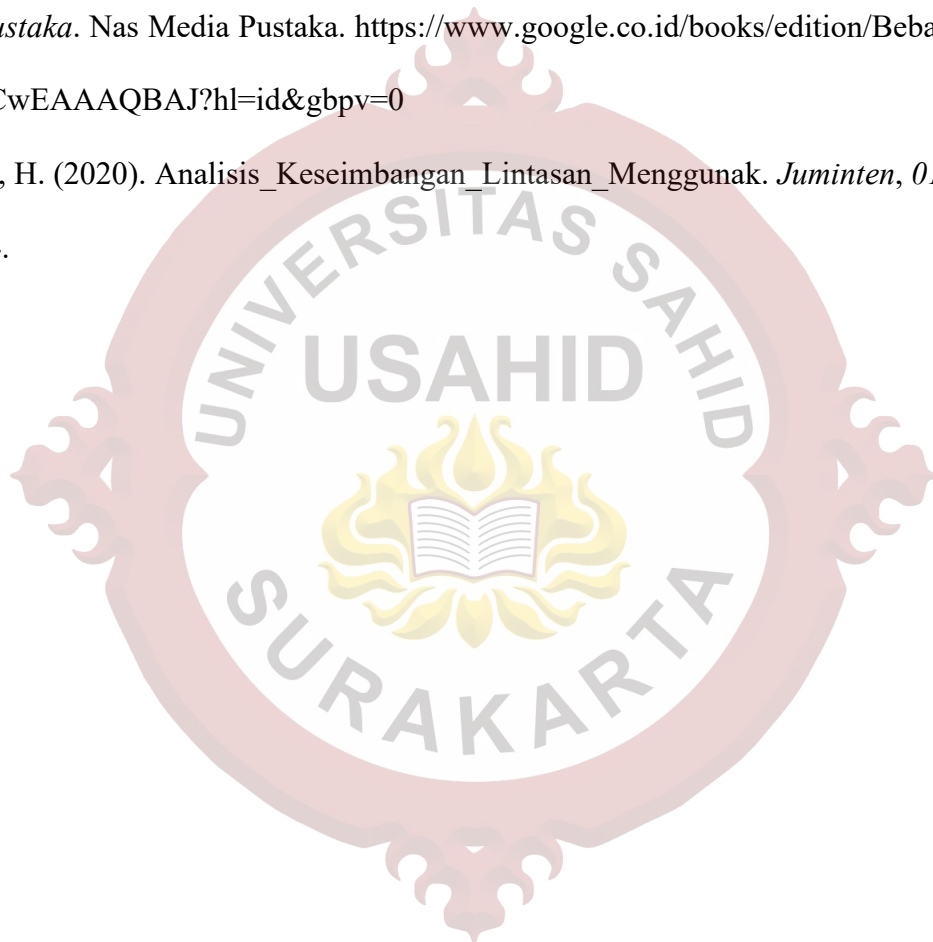 ustaka. Nas Media Pustaka. https://www.google.co.id/books/edition/Beba
CwEAAAQBAJ?hl=id&gbpv=0
, H. (2020). Analisis_Keseimbangan_Lintasan_Menggunak. Juminten, 01
.
UNIVERSITAS SAHID
USAHID
SURAKARTA